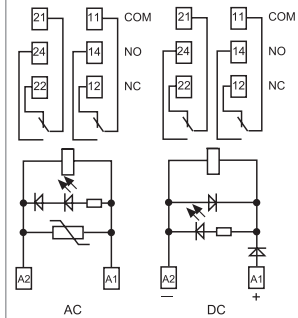 21 11 COM 21 11 COM
24 14 NO 24 14 NO
22 12 NC 22 12 NC
A2 A1 A2 A1
— +
AC DC